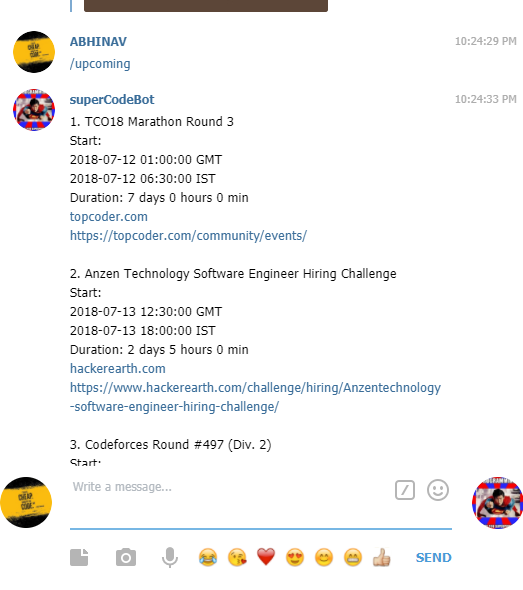 ABHINAV
10:24:29 PM
/upcoming
superCodeBot
10:24:33 PM
1. TCO18 Marathon Round 3
Start:
2018-07-12 01:00:00 GMT
2018-07-12 06:30:00 IST
Duration: 7 days 0 hours 0 min
topcoder.com
https://topcoder.com/community/events/
2. Anzen Technology Software Engineer Hiring Challenge
Start:
2018-07-13 12:30:00 GMT
2018-07-13 18:00:00 IST
Duration: 2 days 5 hours 0 min
hackerearth.com
https://www.hackerearth.com/challenge/hiring/Anzentechnology
-software-engineer-hiring-challenge/
3. Codeforces Round #497 (Div. 2)
Start:
Write a message...
SEND